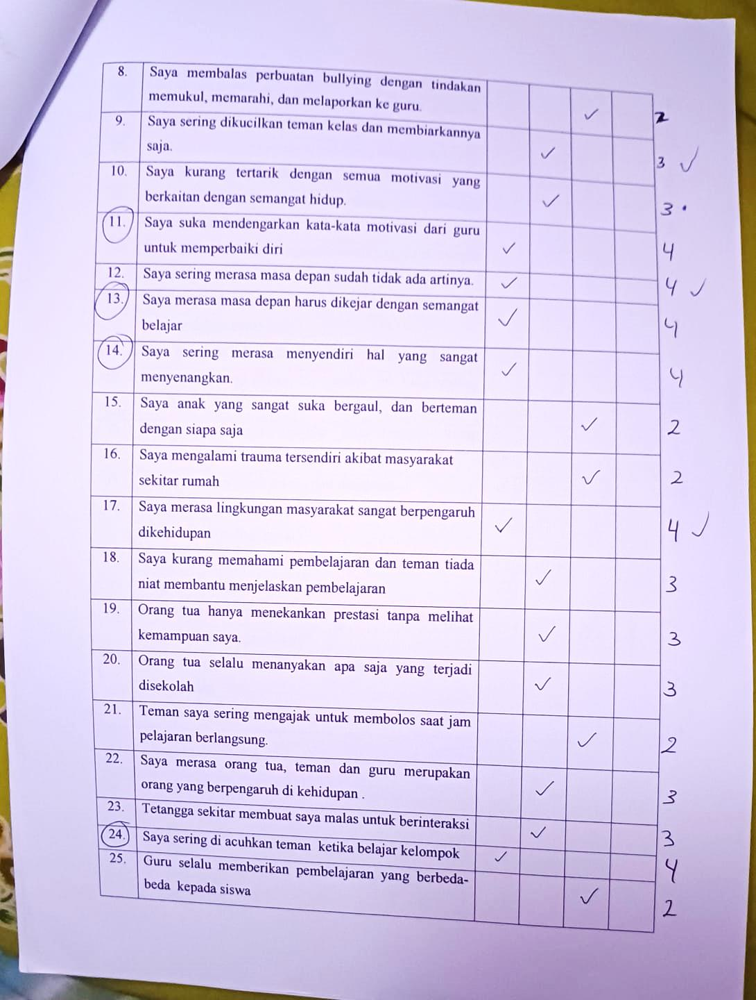 8. Saya membalas perbuatan bullying dengan tindakan
memukul, memarahi, dan melaporkan ke guru. ✓ 2
9. Saya sering dikucilkan teman kelas dan membiarkannya
saja. ✓ 3 ✓
10. Saya kurang tertarik dengan semua motivasi yang
berkaitan dengan semangat hidup. ✓ 3 •
11. Saya suka mendengarkan kata-kata motivasi dari guru
untuk memperbaiki diri ✓ 4
12. Saya sering merasa masa depan sudah tidak ada artinya. ✓ 4 ✓
13. Saya merasa masa depan harus dikejar dengan semangat
belajar ✓ 4
14. Saya sering merasa menyendiri hal yang sangat
menyenangkan. ✓ 4
15. Saya anak yang sangat suka bergaul, dan berteman
dengan siapa saja ✓ 2
16. Saya mengalami trauma tersendiri akibat masyarakat
sekitar rumah ✓ 2
17. Saya merasa lingkungan masyarakat sangat berpengaruh
dikehidupan ✓ 4 ✓
18. Saya kurang memahami pembelajaran dan teman tiada
niat membantu menjelaskan pembelajaran ✓ 3
19. Orang tua hanya menekankan prestasi tanpa melihat
kemampuan saya. ✓ 3
20. Orang tua selalu menanyakan apa saja yang terjadi
disekolah ✓ 3
21. Teman saya sering mengajak untuk membolos saat jam
pelajaran berlangsung. ✓ 2
22. Saya merasa orang tua, teman dan guru merupakan
orang yang berpengaruh di kehidupan . ✓ 3
23. Tetangga sekitar membuat saya malas untuk berinteraksi ✓ 3
24. Saya sering di acuhkan teman ketika belajar kelompok ✓ 4
25. Guru selalu memberikan pembelajaran yang berbeda-
beda kepada siswa ✓ 2